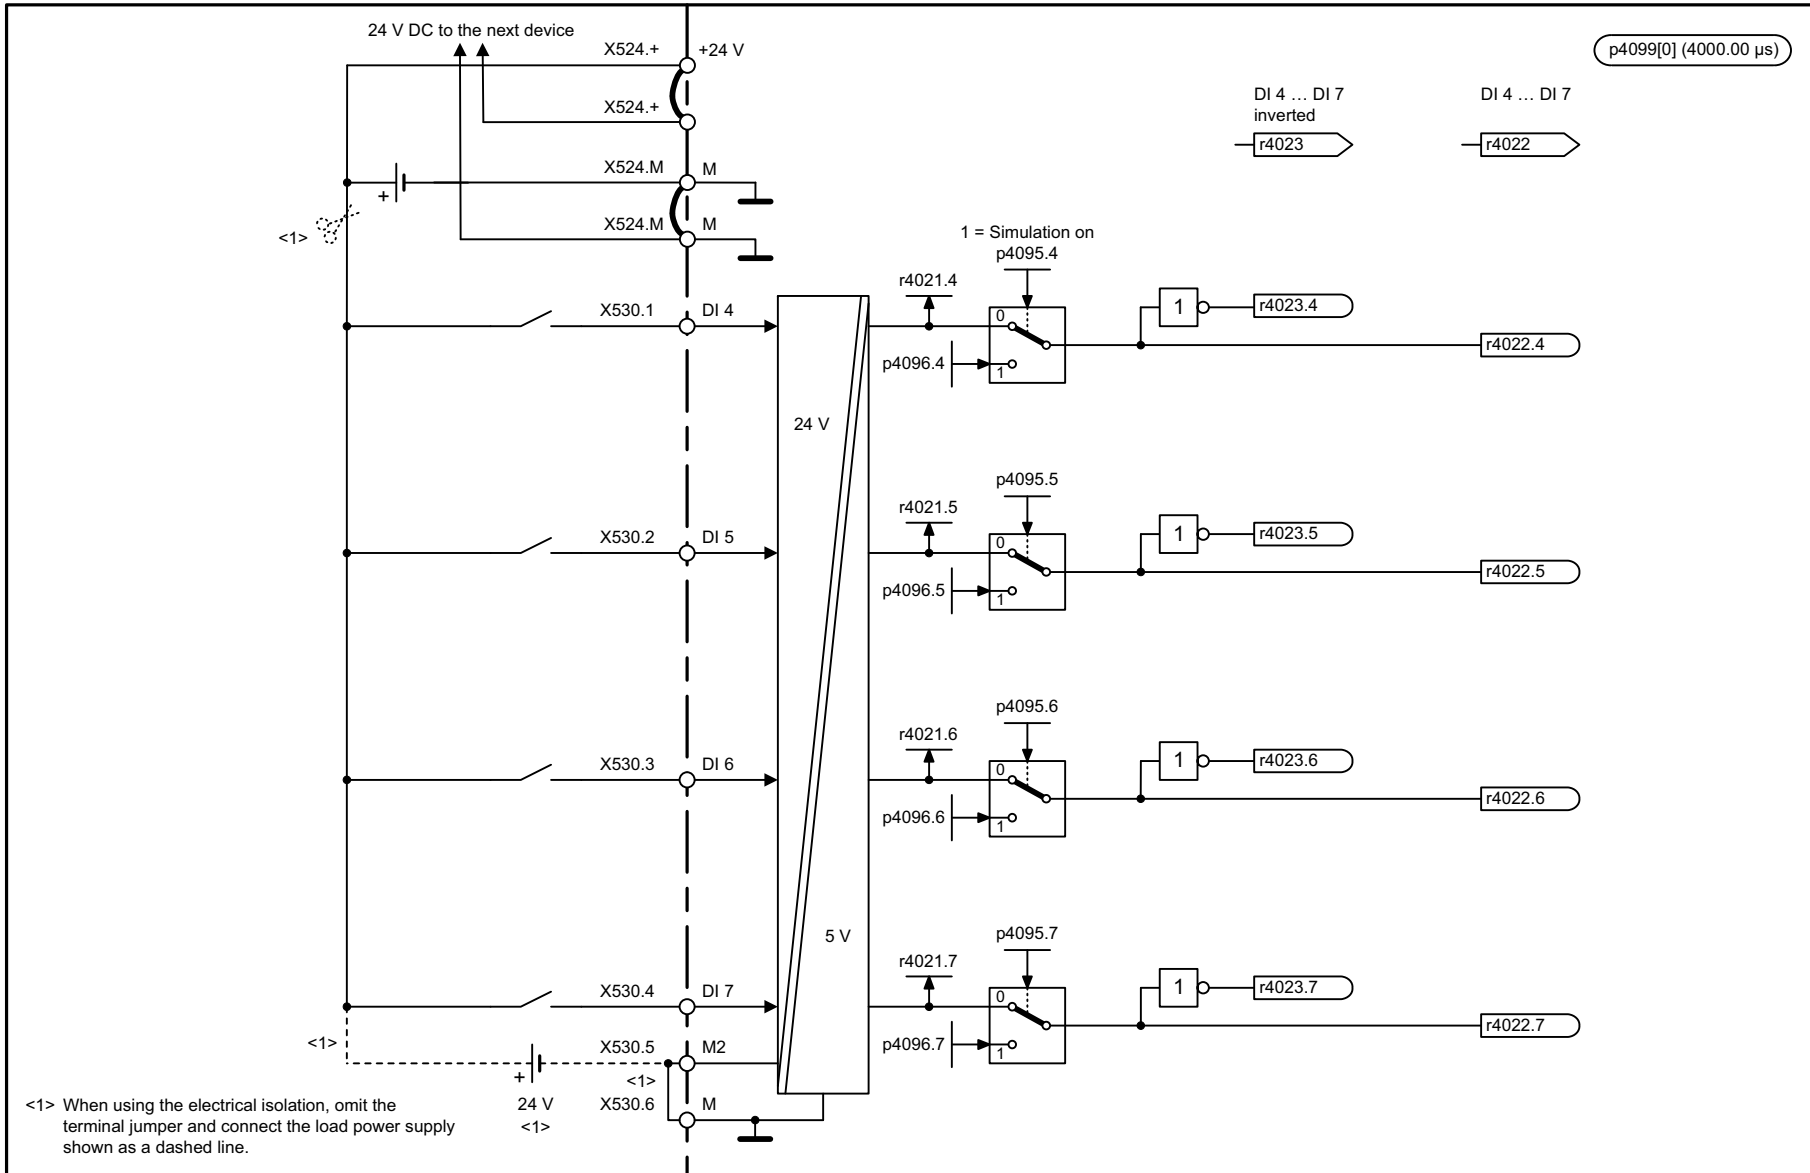 24 V DC to the next device
X524.+
+24 V
p4099[0] (4000.00 µs)
X524.+
DI 4 … DI 7
inverted
r4023
DI 4 … DI 7
r4022
X524.M
M
+
X524.M
M
<1>
1 = Simulation on
p4095.4
r4021.4
X530.1
DI 4
0
1
p4096.4
1
r4023.4
r4022.4
24 V
p4095.5
r4021.5
X530.2
DI 5
0
1
p4096.5
1
r4023.5
r4022.5
p4095.6
r4021.6
X530.3
DI 6
0
1
p4096.6
1
r4023.6
r4022.6
5 V
p4095.7
r4021.7
X530.4
DI 7
0
1
p4096.7
1
r4023.7
r4022.7
<1>
X530.5
M2
+
<1>
24 V
<1>
X530.6
M
<1> When using the electrical isolation, omit the
terminal jumper and connect the load power supply
shown as a dashed line.